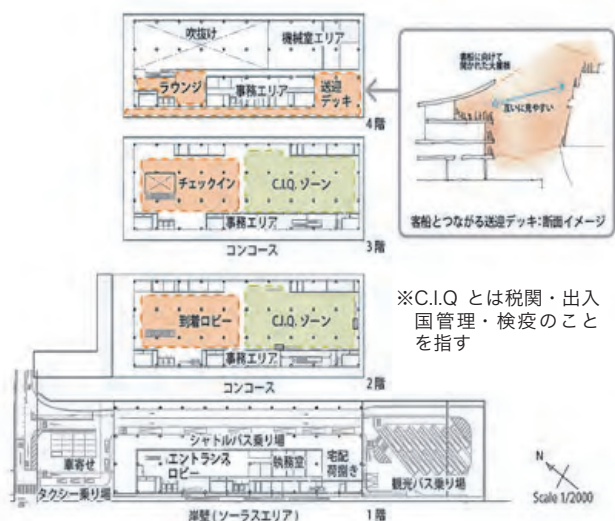 吹抜け
機械室エリア
ラウンジ
事務エリア
送迎
デッキ
4階
客船に向けて
開かれた大屋根
互いに見やすい
客船とつながる送迎デッキ:断面イメージ
チェックイン
C.I.Q. ゾーン
事務エリア
コンコース
3階
到着ロビー
C.I.Q. ゾーン
事務エリア
コンコース
2階
※C.I.Q とは税関・出入
国管理・検疫のこと
を指す
シャトルバス乗り場
車寄せ
エントランス
ロビー
執務室
宅配
荷捌き
タクシー乗り場
観光バス乗り場
岸壁(ソーラスエリア)
1階
N
Scale 1/2000